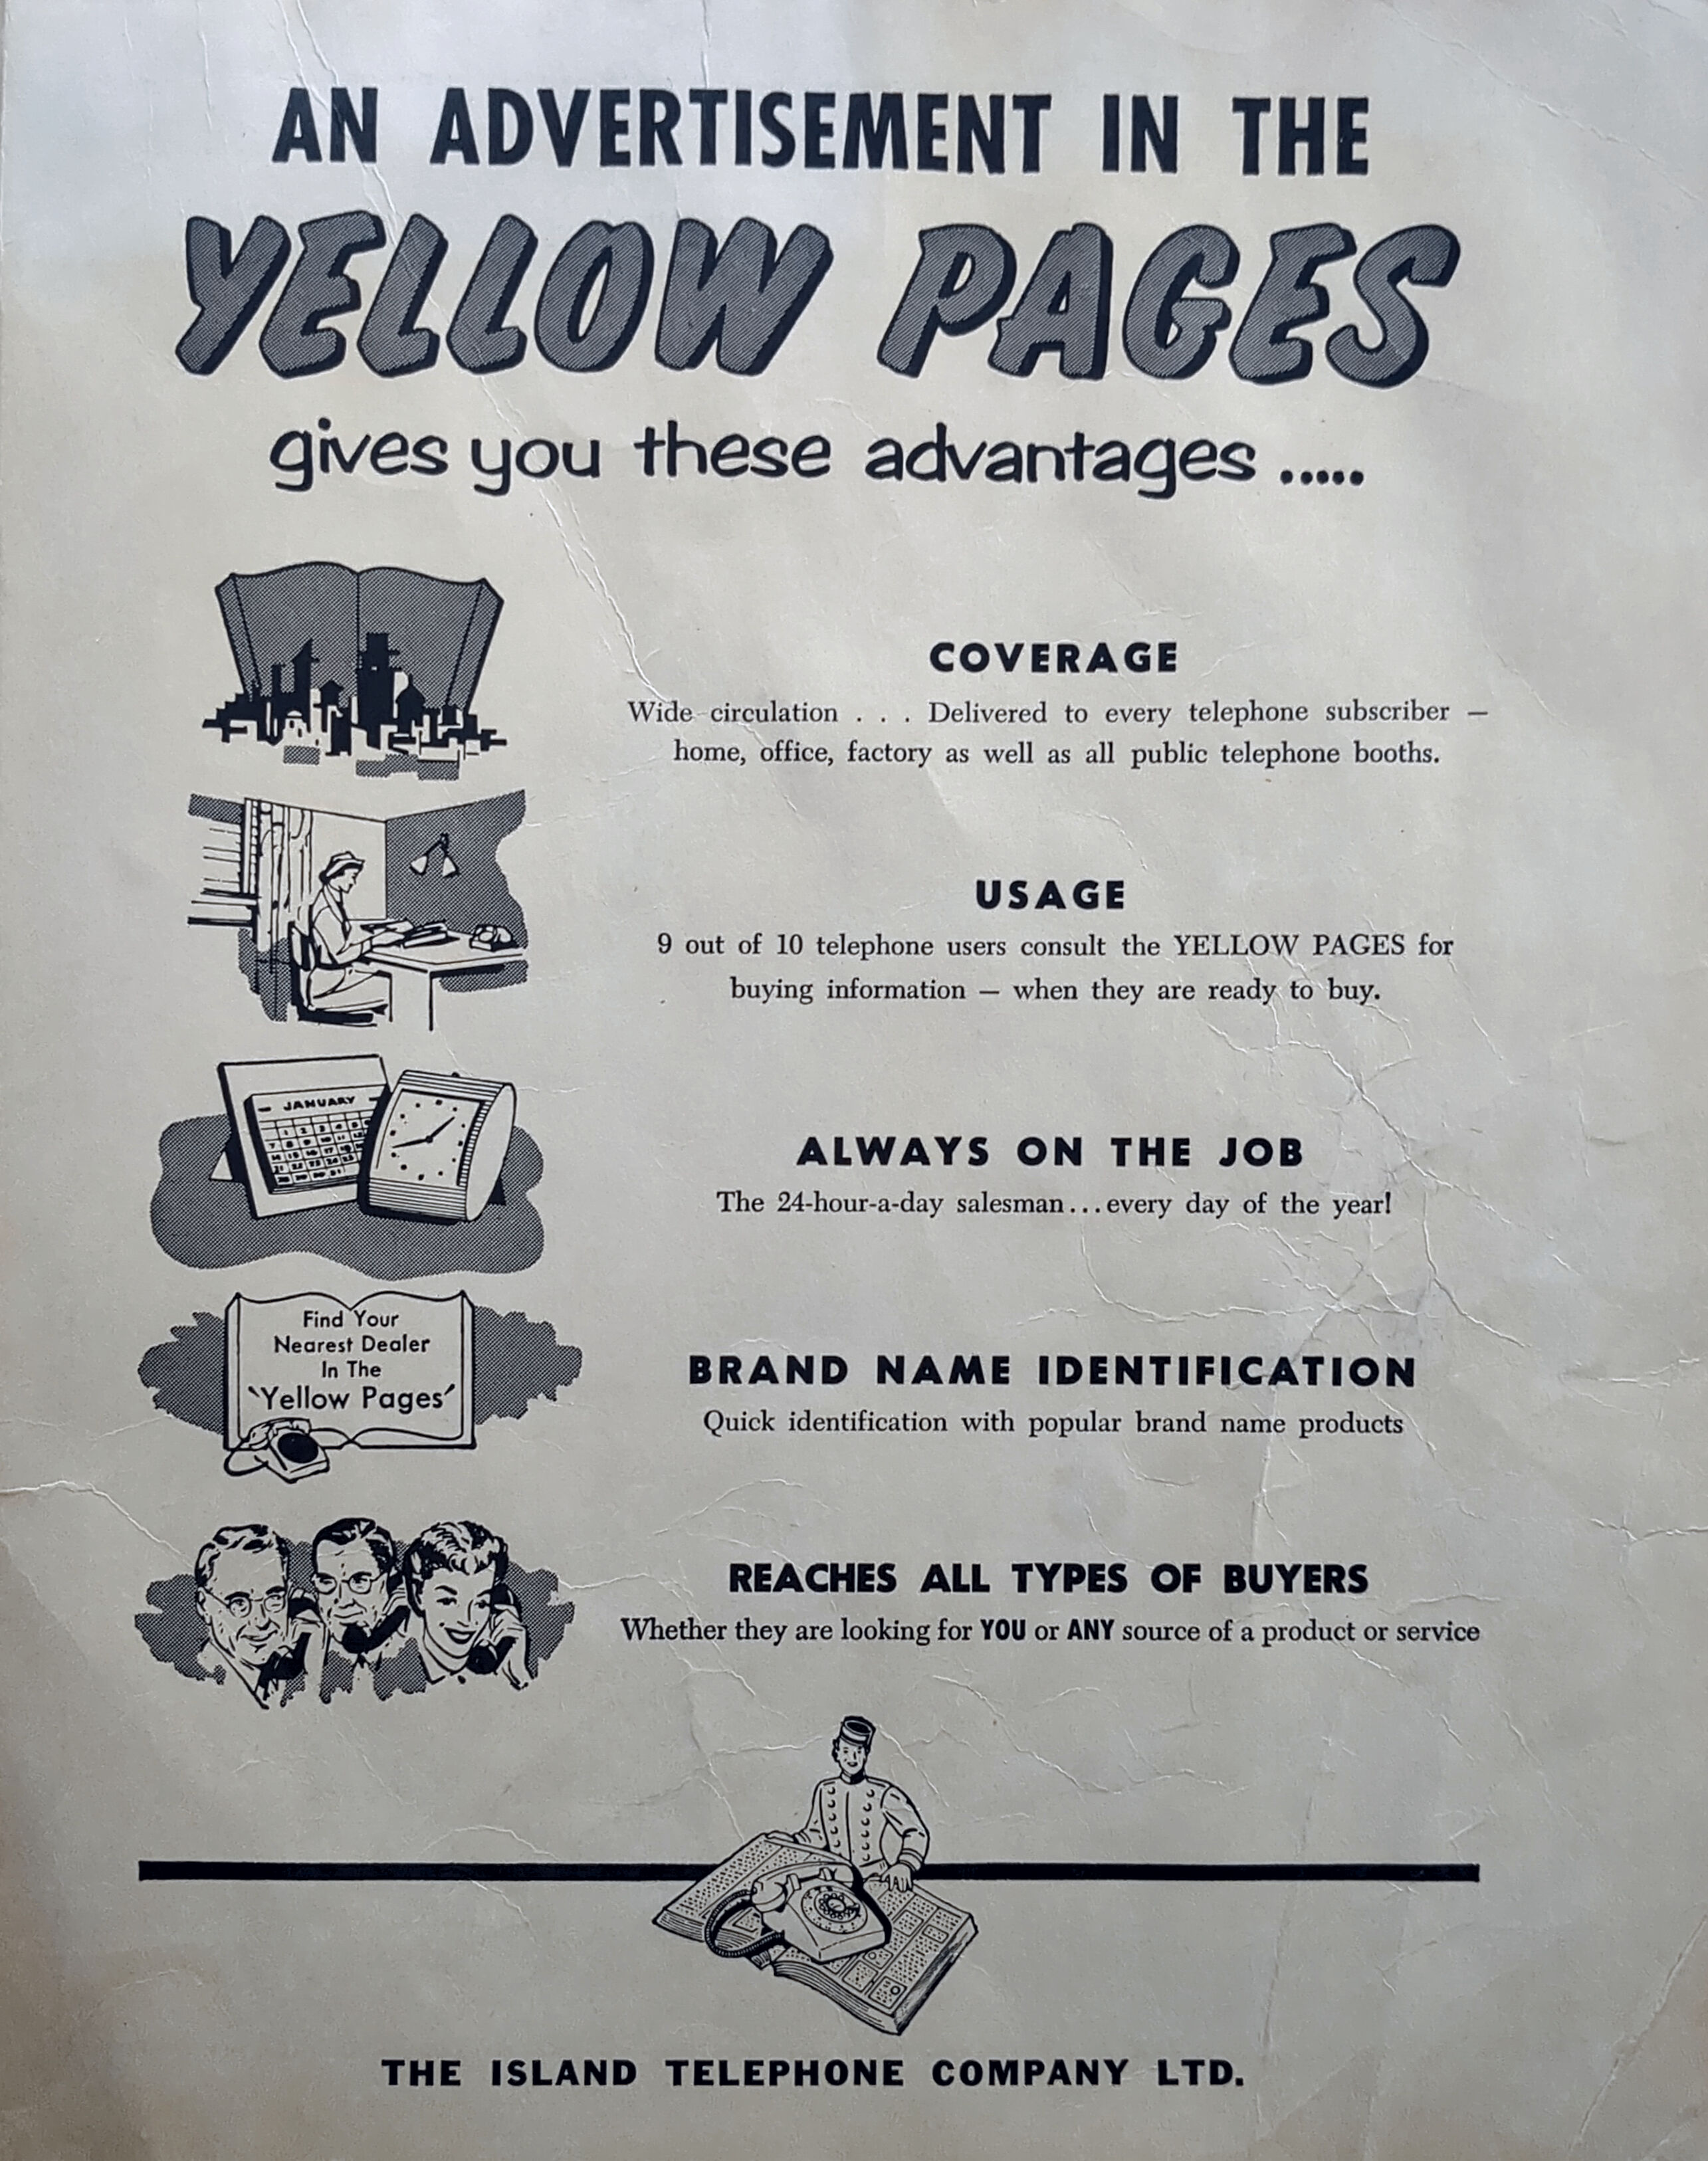 AN ADVERTISEMENT IN THE
YELLOW PAGES
gives you these advantages .....
COVERAGE
Wide circulation . . . Delivered to every telephone subscriber —
home, office, factory as well as all public telephone booths.
USAGE
9 out of 10 telephone users consult the YELLOW PAGES for
buying information — when they are ready to buy.
JANUARY
ALWAYS ON THE JOB
The 24-hour-a-day salesman...every day of the year!
Find Your
Nearest Dealer
In The
'Yellow Pages'
BRAND NAME IDENTIFICATION
Quick identification with popular brand name products
REACHES ALL TYPES OF BUYERS
Whether they are looking for YOU or ANY source of a product or service
THE ISLAND TELEPHONE COMPANY LTD.